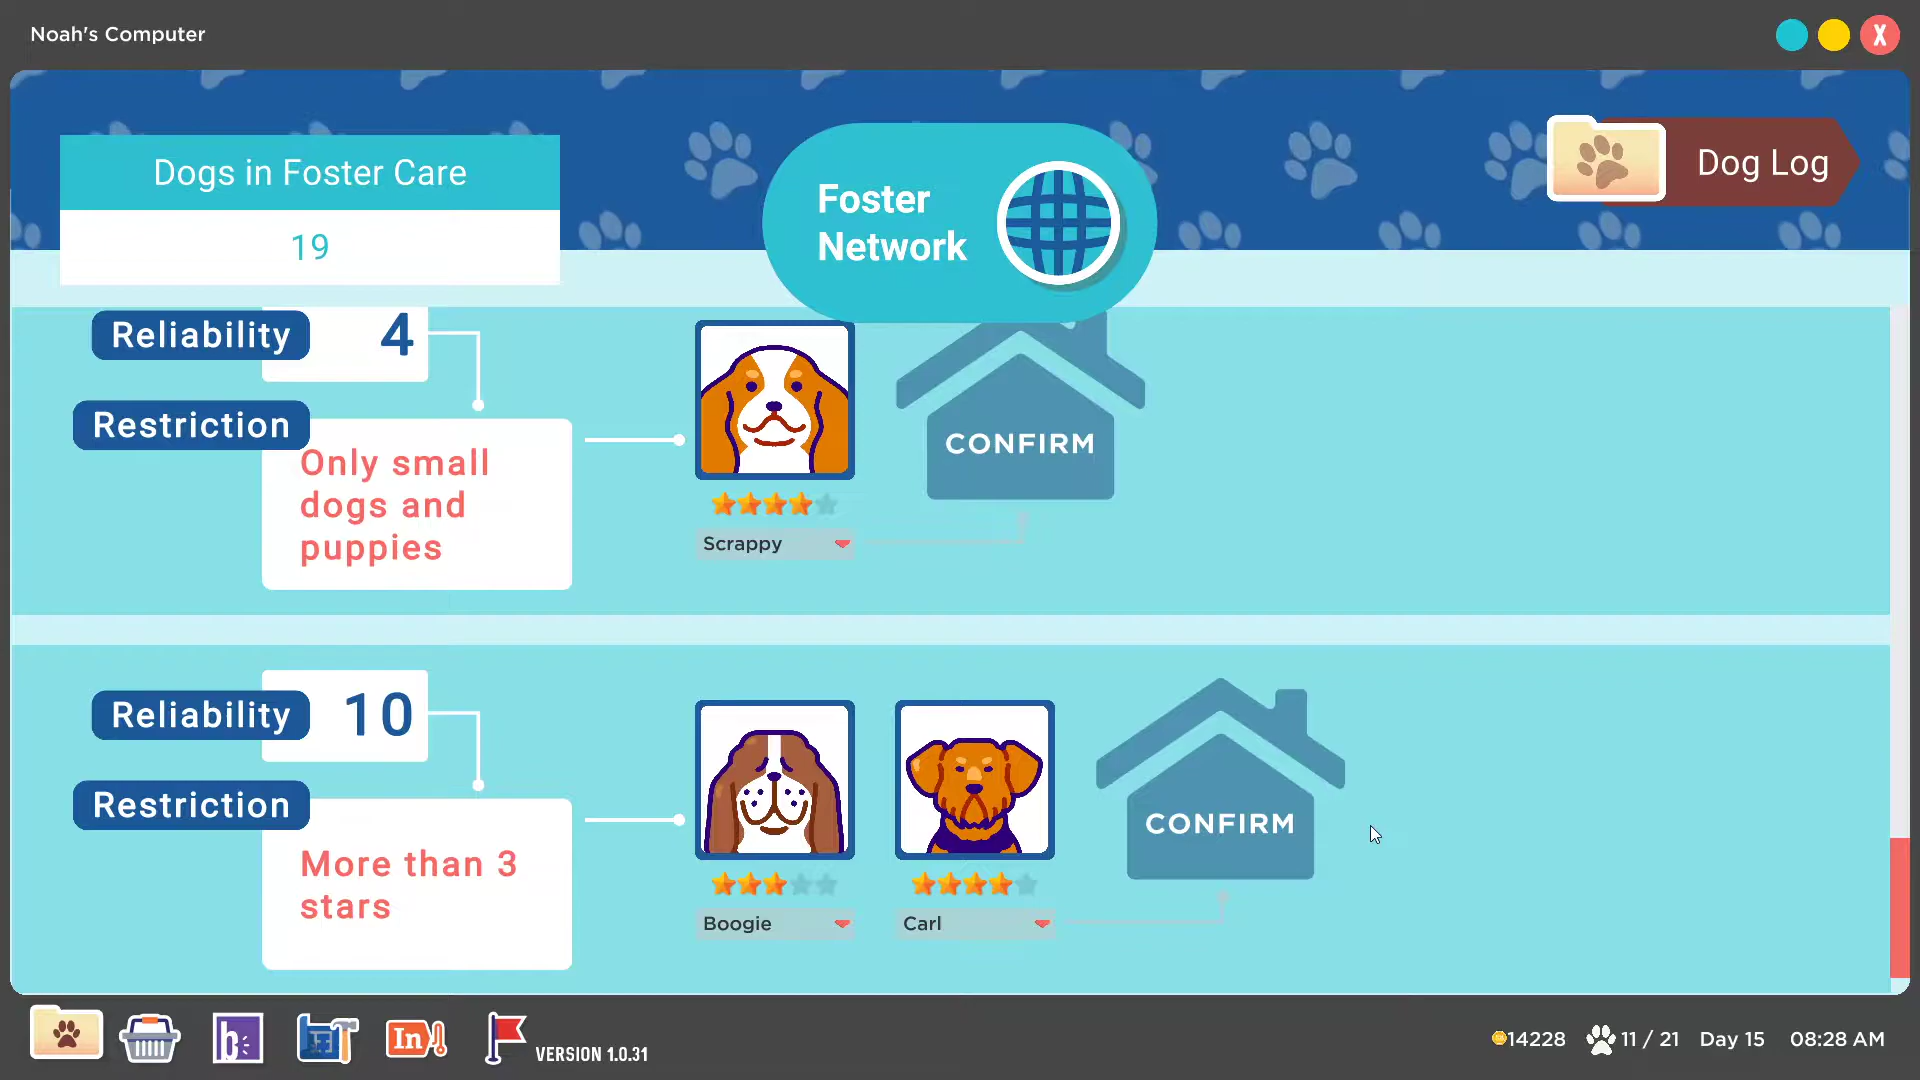 Noah's Computer
X
Dogs in Foster Care
19
Foster
Network
Dog Log
Reliability
4
Restriction
Only small
dogs and
puppies
Scrappy
CONFIRM
Reliability
10
Restriction
More than 3
stars
Boogie
Carl
CONFIRM
b
In
VERSION 1.0.31
14228
11 / 21
Day 15
08:28 AM